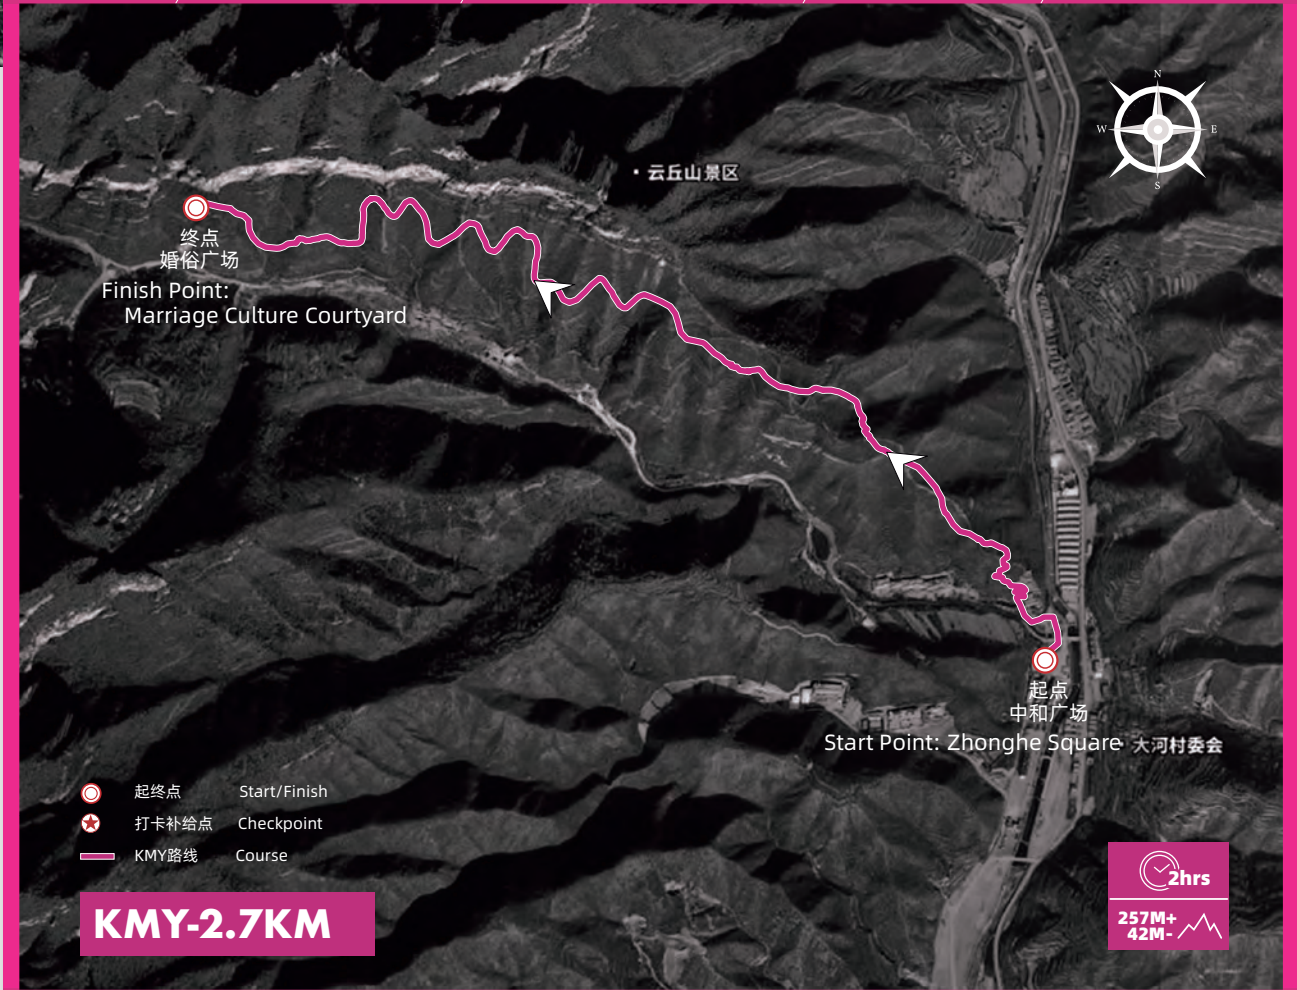 N
W
E
S
· 云丘山景区
终点
婚俗广场
Finish Point:
Marriage Culture Courtyard
起点
中和广场
Start Point: Zhonghe Square
· 大河村委会
起终点 Start/Finish
打卡补给点 Checkpoint
KMY路线 Course
KMY-2.7KM
2hrs
257M+
42M-